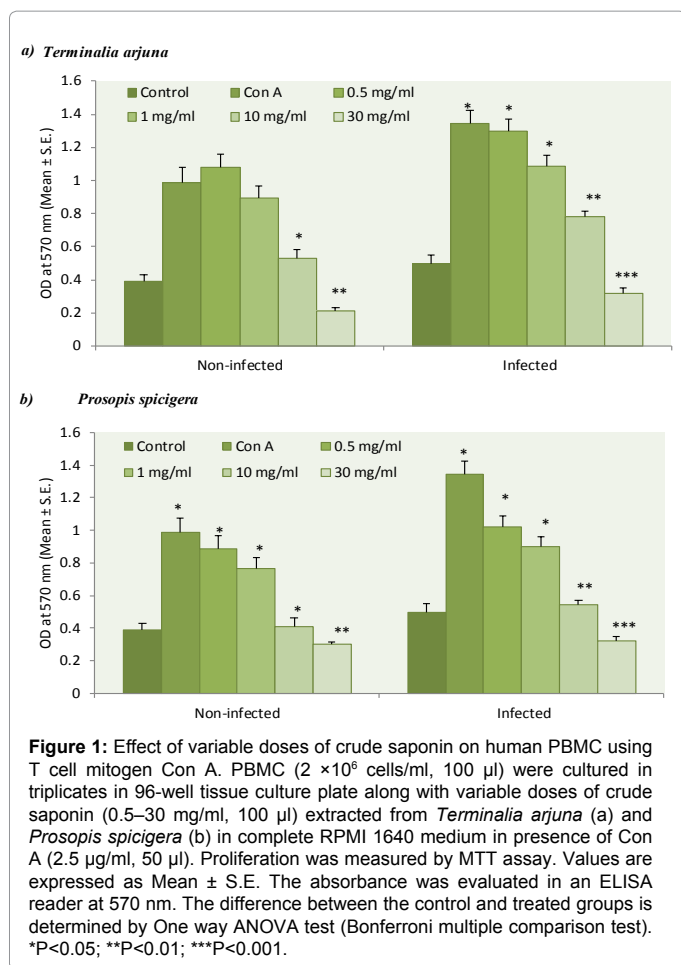 a) Terminalia arjuna
1.6
1.4
1.2
1
0.8
0.6
0.4
0.2
0
OD at 570 nm (Mean ± S.E.)
Control Con A 0.5 mg/ml
1 mg/ml 10 mg/ml 30 mg/ml
* ** * * * ** ***
Non-infected Infected
b) Prosopis spicigera
1.6
1.4
1.2
1
0.8
0.6
0.4
0.2
0
OD at 570 nm (Mean ± S.E.)
Control Con A 0.5 mg/ml
1 mg/ml 10 mg/ml 30 mg/ml
* * * * ** * * * ** ***
Non-infected Infected
Figure 1: Effect of variable doses of crude saponin on human PBMC using
T cell mitogen Con A. PBMC (2 ×10⁶ cells/ml, 100 µl) were cultured in
triplicates in 96-well tissue culture plate along with variable doses of crude
saponin (0.5–30 mg/ml, 100 µl) extracted from Terminalia arjuna (a) and
Prosopis spicigera (b) in complete RPMI 1640 medium in presence of Con
A (2.5 µg/ml, 50 µl). Proliferation was measured by MTT assay. Values are
expressed as Mean ± S.E. The absorbance was evaluated in an ELISA
reader at 570 nm. The difference between the control and treated groups is
determined by One way ANOVA test (Bonferroni multiple comparison test).
*P<0.05; **P<0.01; ***P<0.001.